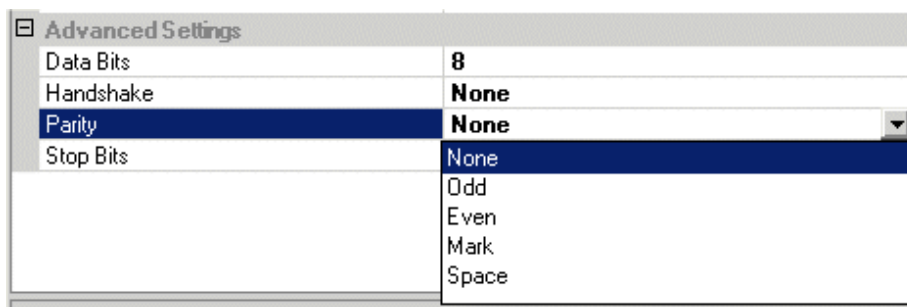 Advanced Settings
Data Bits 8
Handshake None
Parity None
Stop Bits
None
Odd
Even
Mark
Space